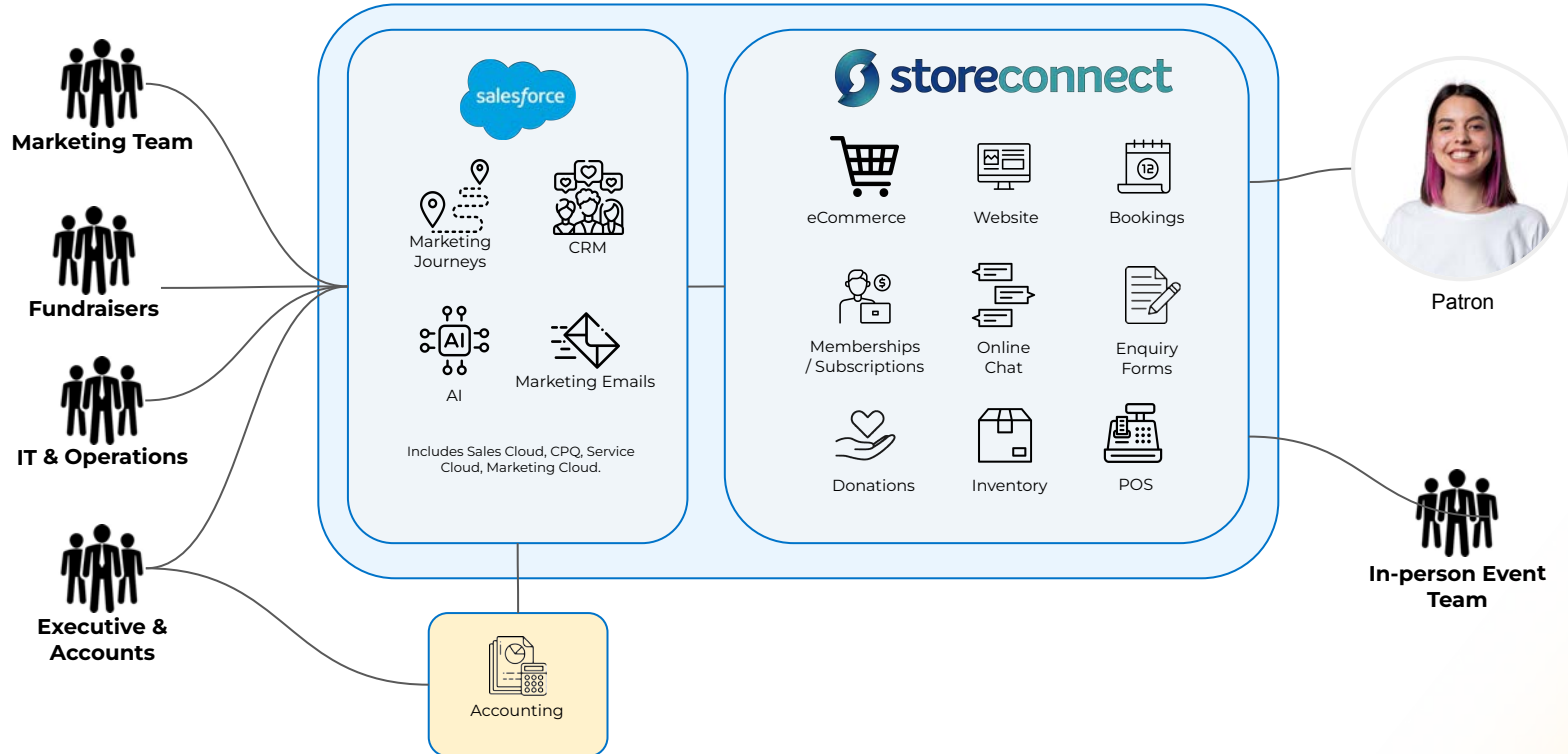 Marketing Team
Fundraisers
IT & Operations
Executive &
Accounts
salesforce
Marketing
Journeys
CRM
AI
AI
Marketing Emails
Includes Sales Cloud, CPQ, Service
Cloud, Marketing Cloud.
Accounting
storeconnect
eCommerce
Website
12
Bookings
$
Memberships
/ Subscriptions
Online
Chat
Enquiry
Forms
Donations
Inventory
POS
Patron
In-person Event
Team